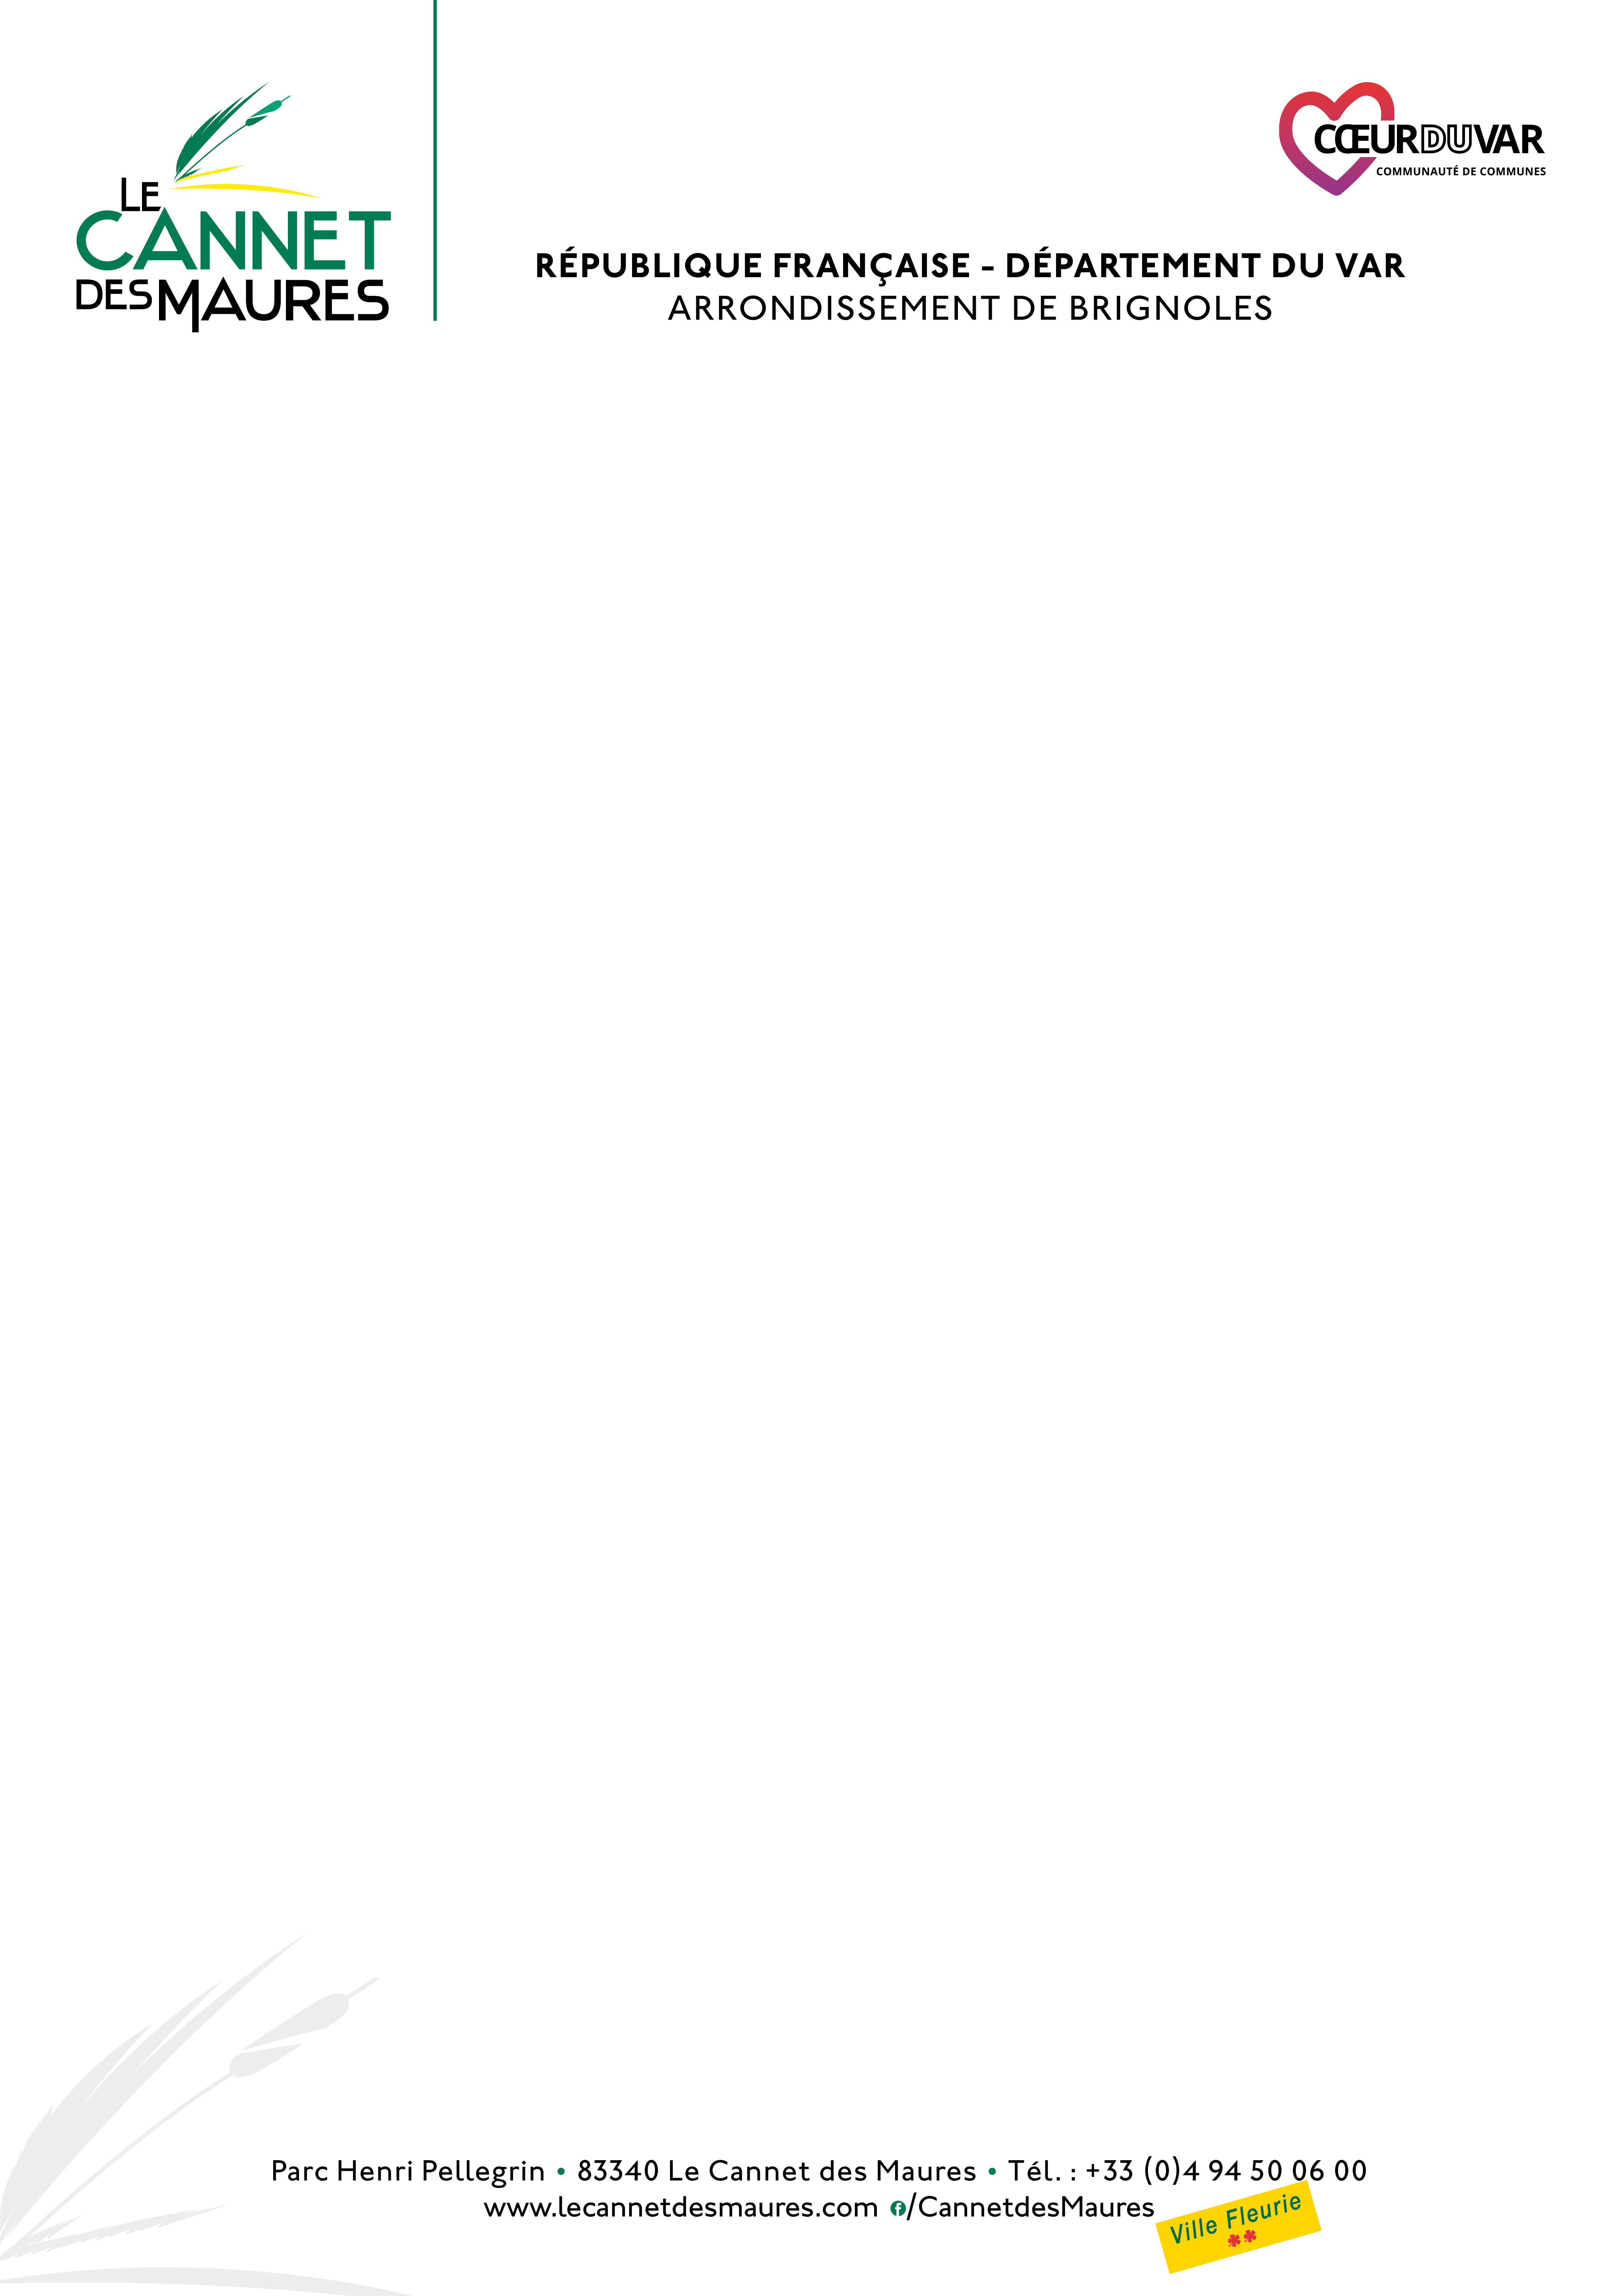 LE
CANNET
DES MAURES
CŒURDUVAR
COMMUNAUTÉ DE COMMUNES
RÉPUBLIQUE FRANÇAISE - DÉPARTEMENT DU VAR
ARRONDISSEMENT DE BRIGNOLES
Parc Henri Pellegrin • 83340 Le Cannet des Maures • Tél. : +33 (0)4 94 50 06 00
www.lecannetdesmaures.com f/CannetdesMaures
Ville Fleurie